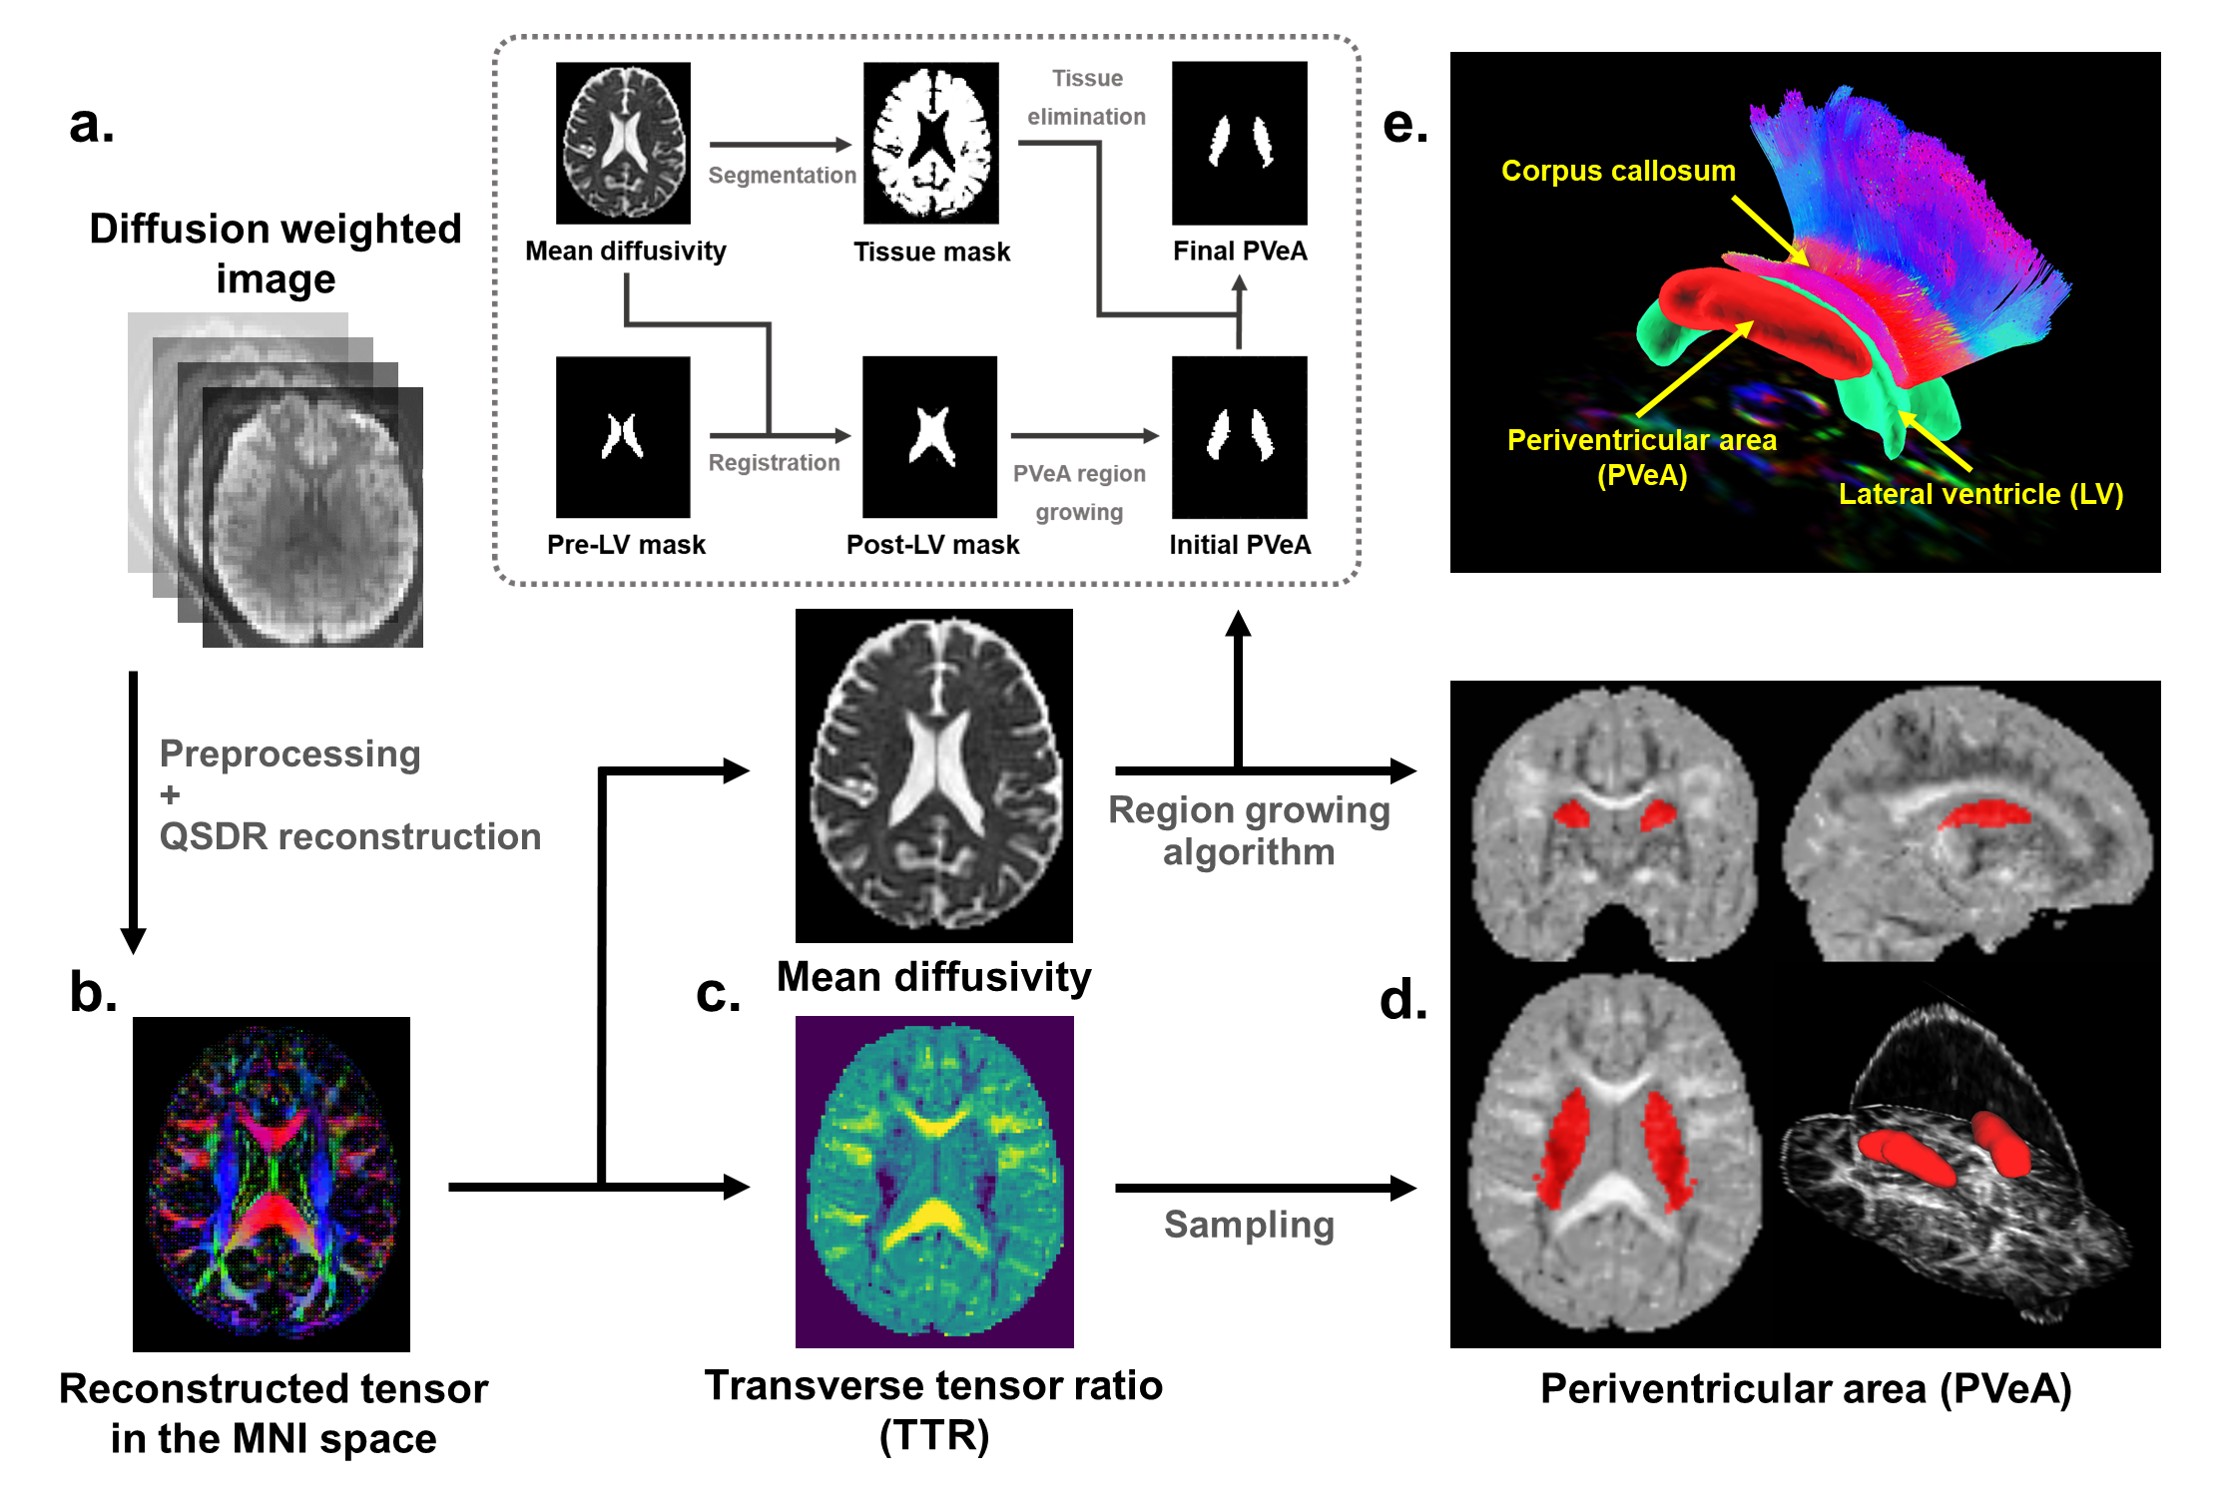 a.
Diffusion weighted
image
Preprocessing
+
QSDR reconstruction
b.
Reconstructed tensor
in the MNI space
Mean diffusivity
Segmentation
Tissue mask
Tissue
elimination
Final PVeA
Pre-LV mask
Registration
Post-LV mask
PVeA region
growing
Initial PVeA
Mean diffusivity
Region growing
algorithm
c.
Transverse tensor ratio
(TTR)
Sampling
d.
Periventricular area (PVeA)
e.
Corpus callosum
Periventricular area
(PVeA)
Lateral ventricle (LV)